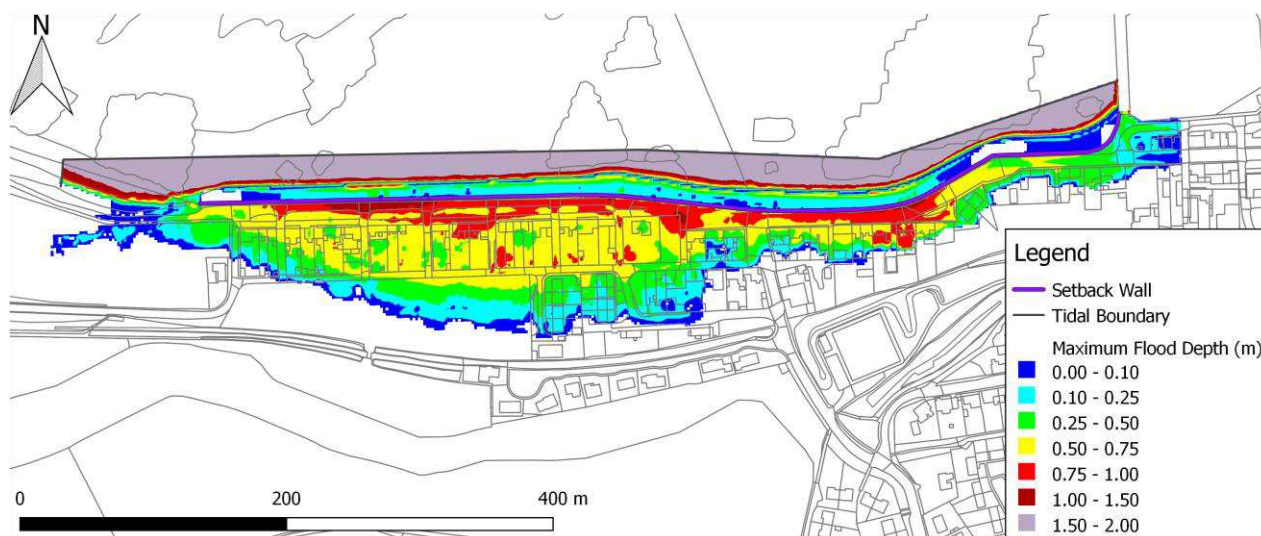 N
Legend
Setback Wall
Tidal Boundary
Maximum Flood Depth (m)
0.00 - 0.10
0.10 - 0.25
0.25 - 0.50
0.50 - 0.75
0.75 - 1.00
1.00 - 1.50
1.50 - 2.00
0 200 400 m